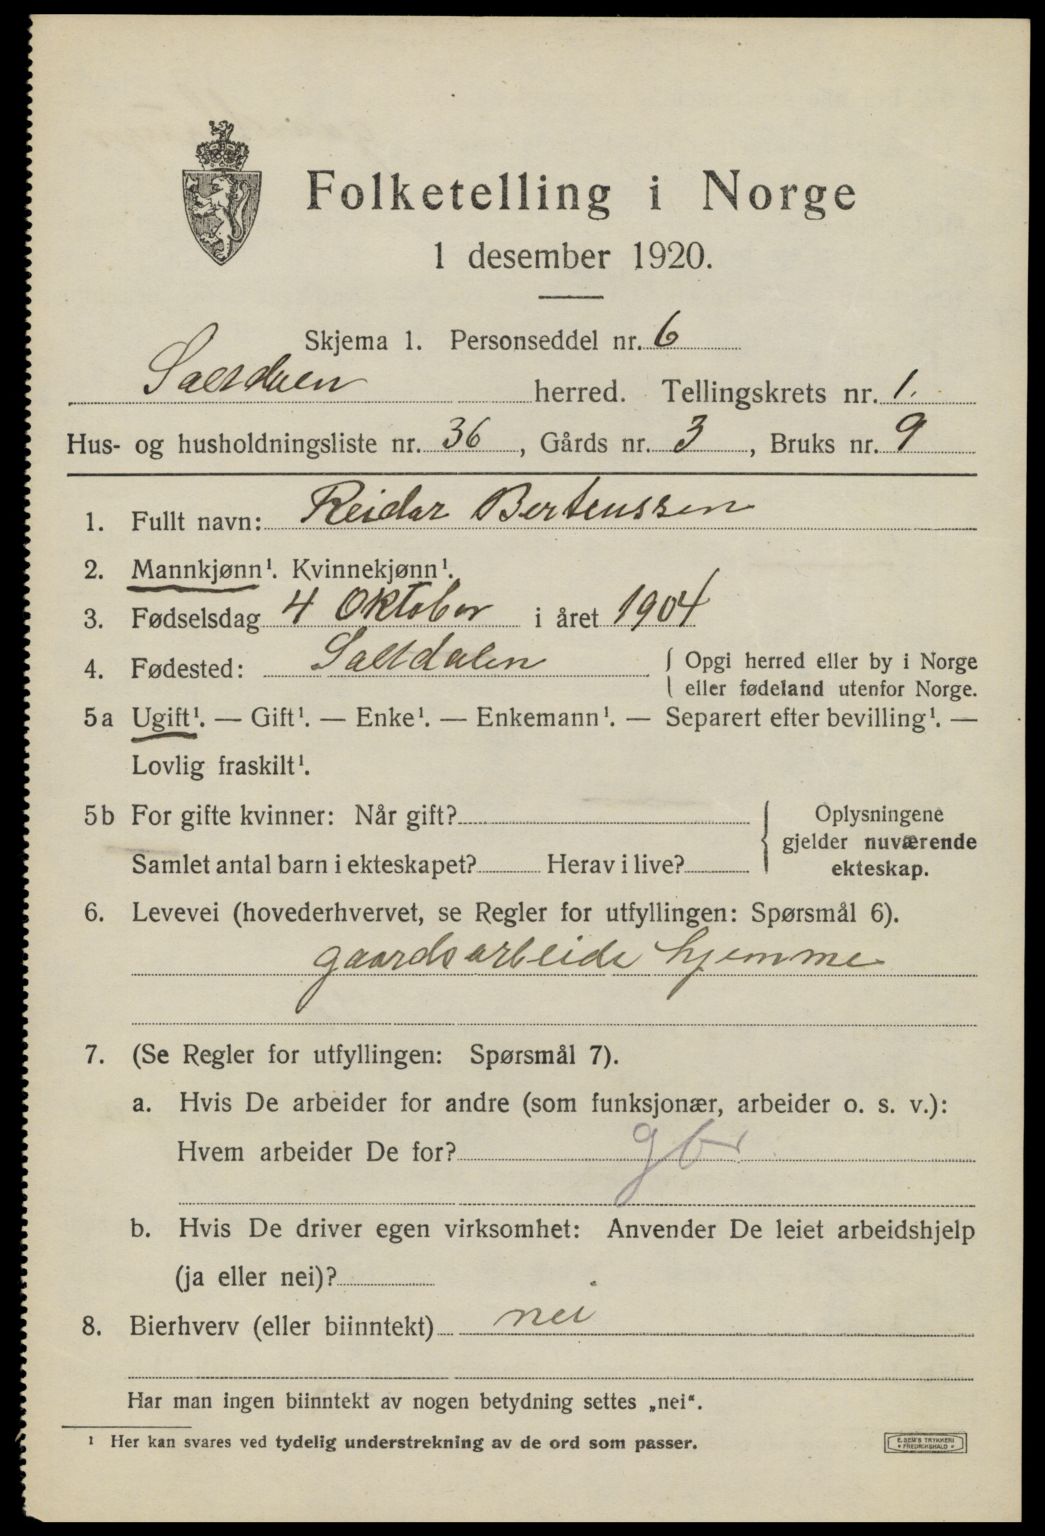 Folketelling i Norge
1 desember 1920.
Skjema 1. Personseddel nr. 6
Saltdalen herred. Tellingskrets nr. 1.
Hus- og husholdningsliste nr. 36, Gårds nr. 3, Bruks nr. 9
1. Fullt navn: Reidar Berteussen
2. Mannkjønn¹. Kvinnekjønn¹.
3. Fødselsdag 4 Oktober i året 1904
4. Fødested: Saltdalen { Opgi herred eller by i Norge
eller fødeland utenfor Norge.
5a Ugift¹. — Gift¹. — Enke¹. — Enkemann¹. — Separert efter bevilling¹. —
Lovlig fraskilt¹.
5b For gifte kvinner: Når gift?
Samlet antal barn i ekteskapet? Herav i live?
{ Oplysningene
gjelder nuværende
ekteskap.
6. Levevei (hovederhvervet, se Regler for utfyllingen: Spørsmål 6).
gaardsarbeide hjemme
7. (Se Regler for utfyllingen: Spørsmål 7).
a. Hvis De arbeider for andre (som funksjonær, arbeider o. s. v.):
Hvem arbeider De for? gbr
b. Hvis De driver egen virksomhet: Anvender De leiet arbeidshjelp
(ja eller nei)?
8. Bierhverv (eller biinntekt) nei
Har man ingen biinntekt av nogen betydning settes „nei“.
¹ Her kan svares ved tydelig understrekning av de ord som passer.
E. SEM'S TRYKKERI
• FREDRIKSHALD •